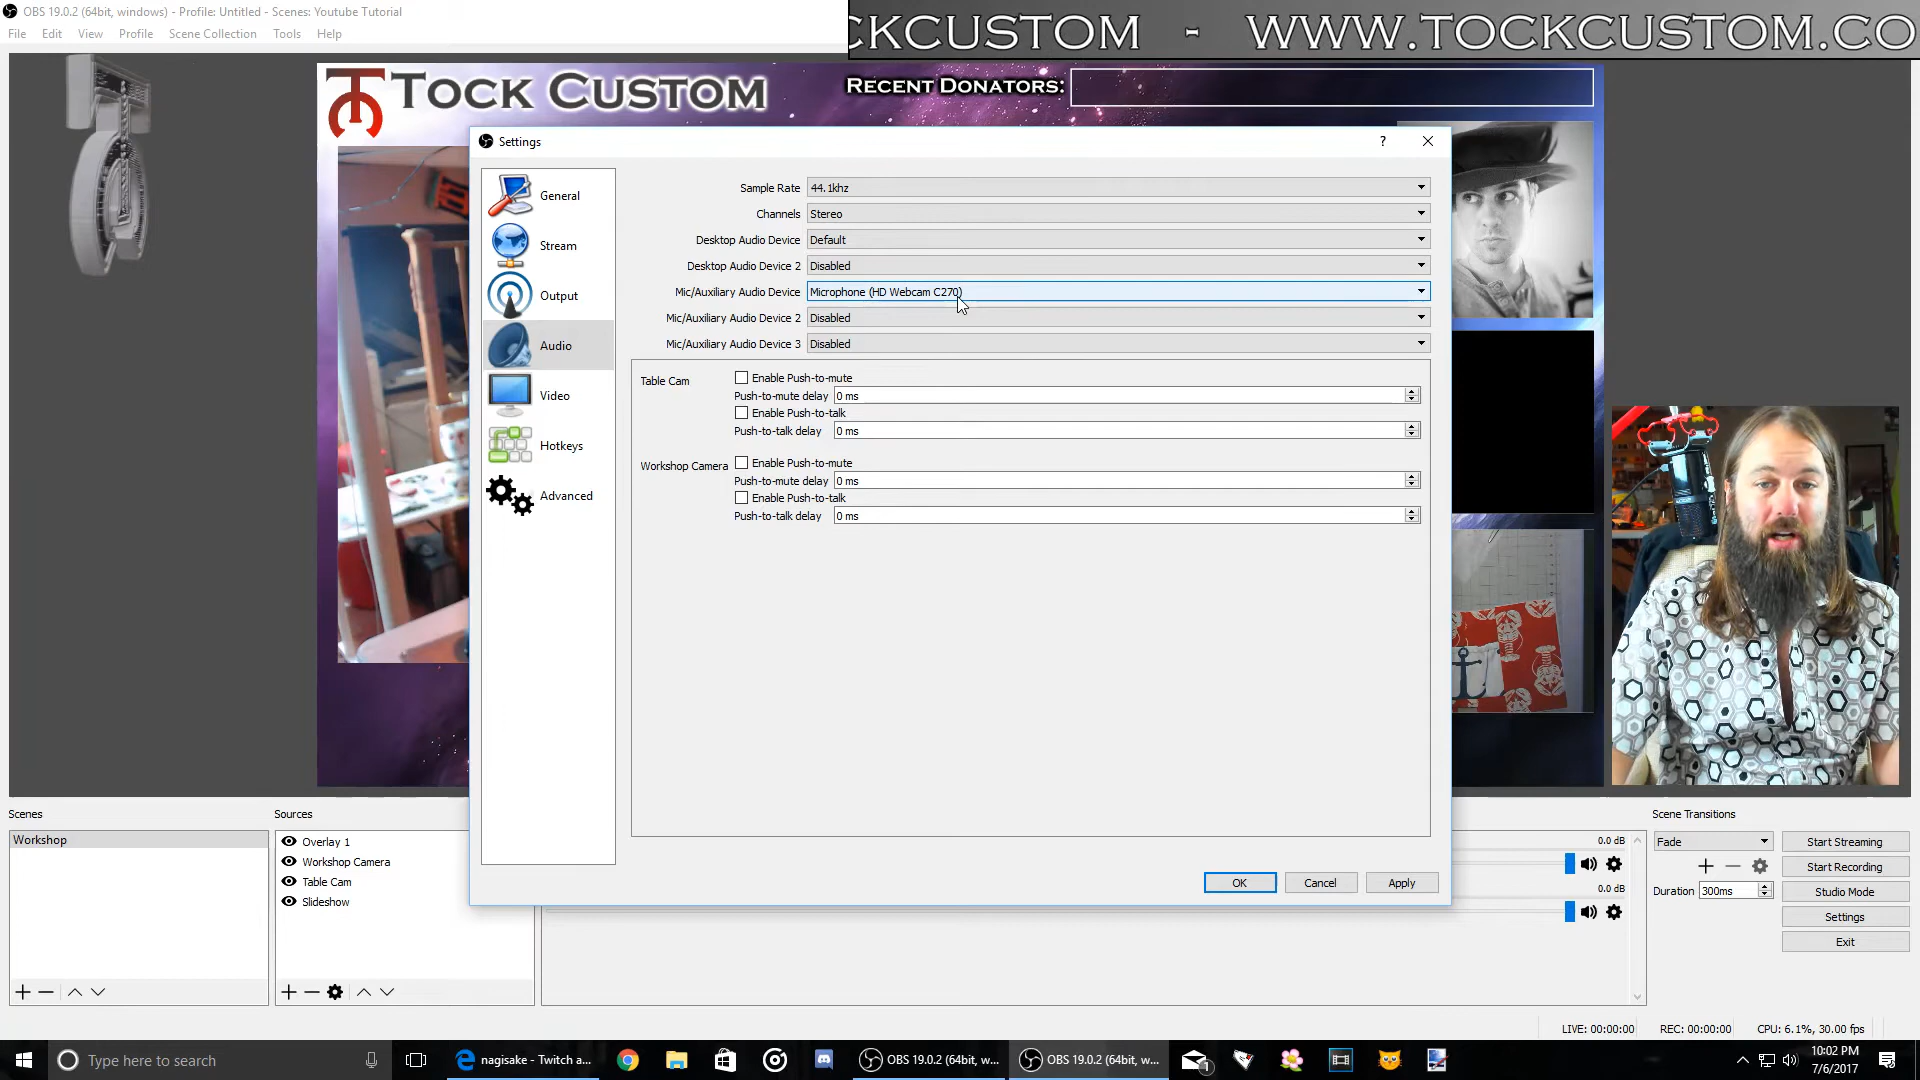 OBS 19.0.2 (64bit, windows) - Profile: Untitled - Scenes: Youtube Tutorial
CKCUSTOM - WWW.TOCKCUSTOM.CO
File Edit View Profile Scene Collection Tools Help
TOCK CUSTOM
RECENT DONATORS:
Settings
?
General
Stream
Output
Audio
Video
Hotkeys
Advanced
Sample Rate 44.1khz
Channels Stereo
Desktop Audio Device Default
Desktop Audio Device 2 Disabled
Mic/Auxiliary Audio Device Microphone (HD Webcam C270)
Mic/Auxiliary Audio Device 2 Disabled
Mic/Auxiliary Audio Device 3 Disabled
Table Cam
Enable Push-to-mute
Push-to-mute delay 0 ms
Enable Push-to-talk
Push-to-talk delay 0 ms
Workshop Camera
Enable Push-to-mute
Push-to-mute delay 0 ms
Enable Push-to-talk
Push-to-talk delay 0 ms
OK Cancel Apply
Scenes
Workshop
Sources
Overlay 1
Workshop Camera
Table Cam
Slideshow
0.0 dB
0.0 dB
Scene Transitions
Fade
Duration 300ms
Start Streaming
Start Recording
Studio Mode
Settings
Exit
LIVE: 00:00:00 REC: 00:00:00 CPU: 6.1%, 30.00 fps
Type here to search
nagisake - Twitch a...
OBS 19.0.2 (64bit, w...
OBS 19.0.2 (64bit, w...
1
10:02 PM
7/6/2017